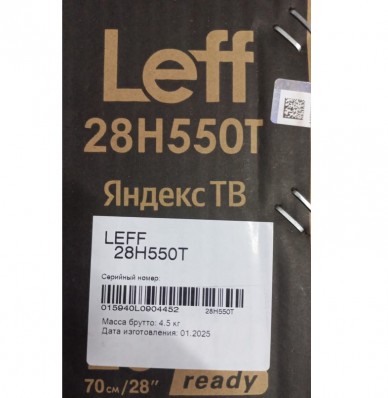 Leff
28H550T
Яндекс ТВ
LEFF
28H550T
Серийный номер:
015940L0904452 28H550T
Масса брутто: 4.5 кг
Дата изготовления: 01.2025
70см/28” ready